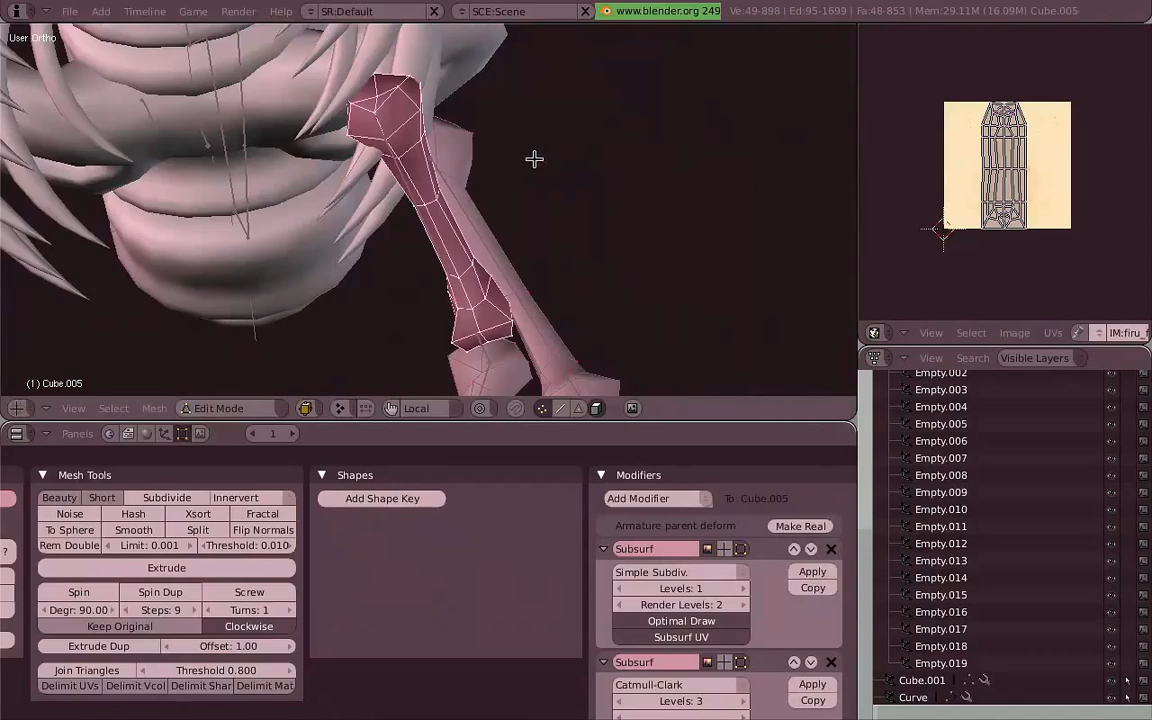 File Add Timeline Game Render Help SR:Default SCE:Scene www.blender.org 249 Ve:49-898 | Ed:95-1699 | Fa:48-853 | Mem:29.11M (16.09M) Cube.005
User Ortho
(1) Cube.005
View Select Mesh Edit Mode Local
View Select Image UVs IM:firu_f
View Search Visible Layers
Empty.002
Empty.003
Empty.004
Empty.005
Empty.006
Empty.007
Empty.008
Empty.009
Empty.010
Empty.011
Empty.012
Empty.013
Empty.014
Empty.015
Empty.016
Empty.017
Empty.018
Empty.019
Cube.001
Curve
Panels 1
?
Mesh Tools
Beauty Short Subdivide Innervert
Noise Hash Xsort Fractal
To Sphere Smooth Split Flip Normals
Rem Double Limit: 0.001 Threshold: 0.010
Extrude
Spin Spin Dup Screw
Degr: 90.00 Steps: 9 Turns: 1
Keep Original Clockwise
Extrude Dup Offset: 1.00
Join Triangles Threshold 0.800
Delimit UVs Delimit Vcol Delimit Shar Delimit Mat
Shapes
Add Shape Key
Modifiers
Add Modifier To: Cube.005
Armature parent deform Make Real
Subsurf
Simple Subdiv. Apply
Levels: 1 Copy
Render Levels: 2
Optimal Draw
Subsurf UV
Subsurf
Catmull-Clark Apply
Levels: 3 Copy